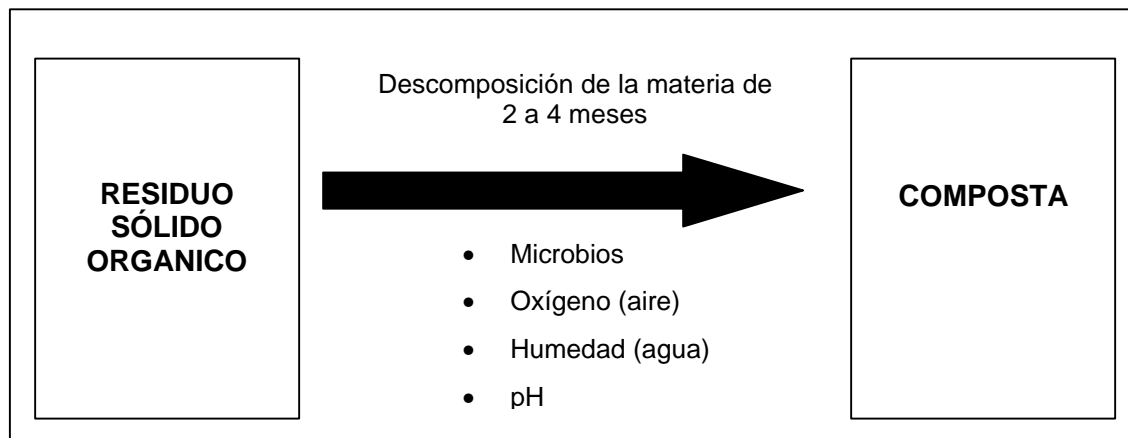 Descomposición de la materia de
2 a 4 meses
RESIDUO
SÓLIDO
ORGANICO
COMPOSTA
• Microbios
• Oxígeno (aire)
• Humedad (agua)
• pH